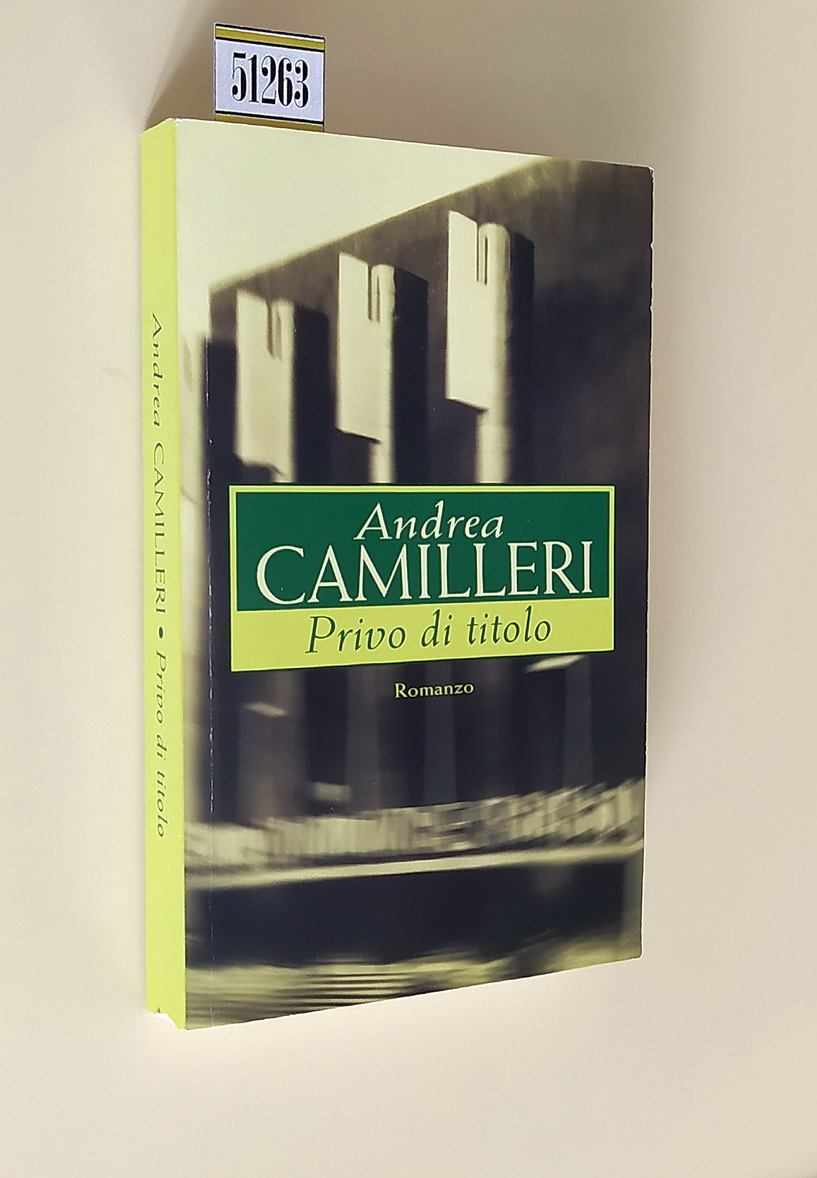 51263
Andrea CAMILLERI • Privo di titolo
Andrea
CAMILLERI
Privo di titolo
Romanzo